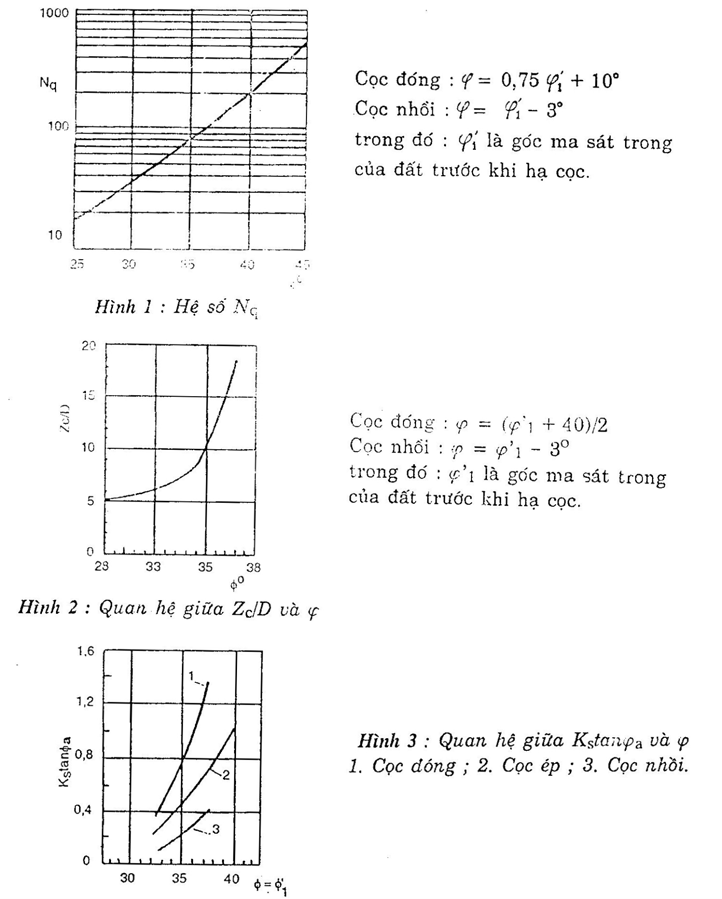 1000
Nq
100
10
25 30 35 40 45
Cọc đóng : φ = 0,75 φ'1 + 10°
Cọc nhồi : φ = φ'1 – 3°
trong đó : φ'1 là góc ma sát trong
của đất trước khi hạ cọc.
Hình 1 : Hệ số Nq
20
15
Zc/D
10
5
0
28 33 35 38
ϕ°
Cọc đóng : φ = (φ'1 + 40)/2
Cọc nhồi : φ = φ'1 – 3°
trong đó : φ'1 là góc ma sát trong
của đất trước khi hạ cọc.
Hình 2 : Quan hệ giữa Zc/D và φ
1,6
1,2
0,8
0,4
0
Kstanϕa
1
2
3
30 35 40 ϕ = ϕ'1
Hình 3 : Quan hệ giữa Kstanφa và φ
1. Cọc đóng ; 2. Cọc ép ; 3. Cọc nhồi.